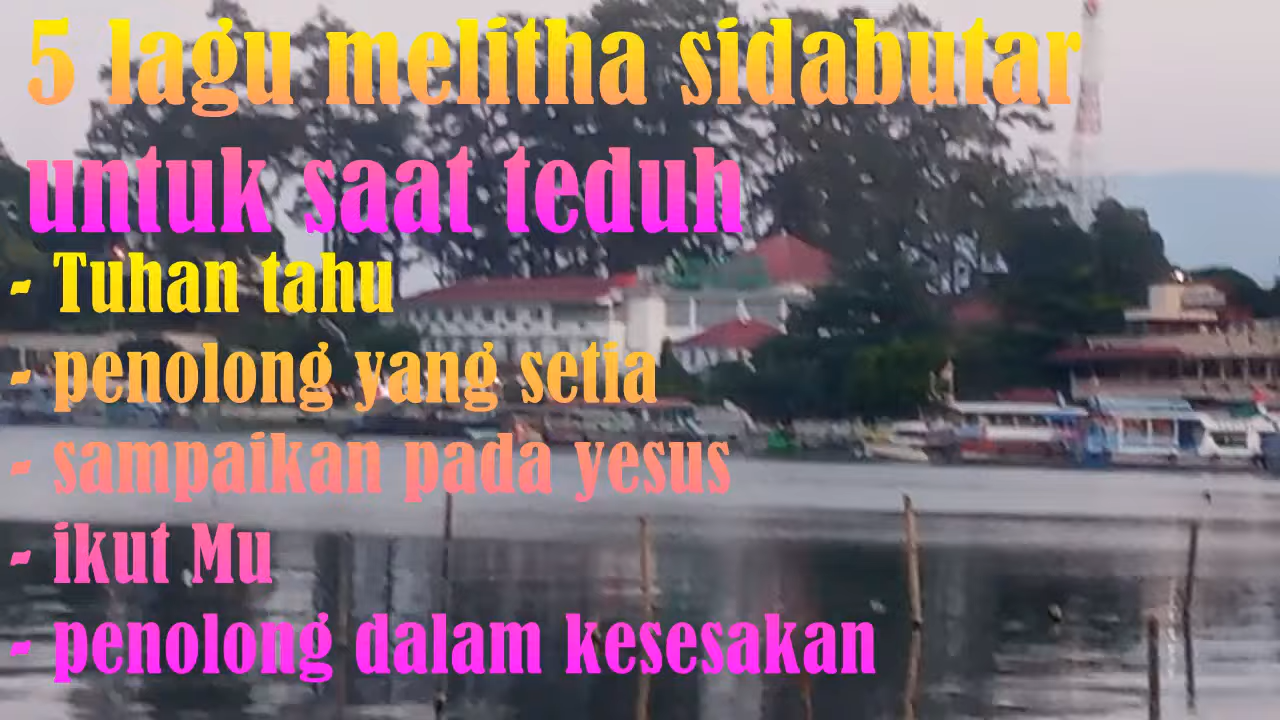 5 lagu melitha sidabutar
untuk saat teduh
- Tuhan tahu
- penolong yang setia
- sampaikan pada yesus
- ikut Mu
- penolong dalam kesesakan